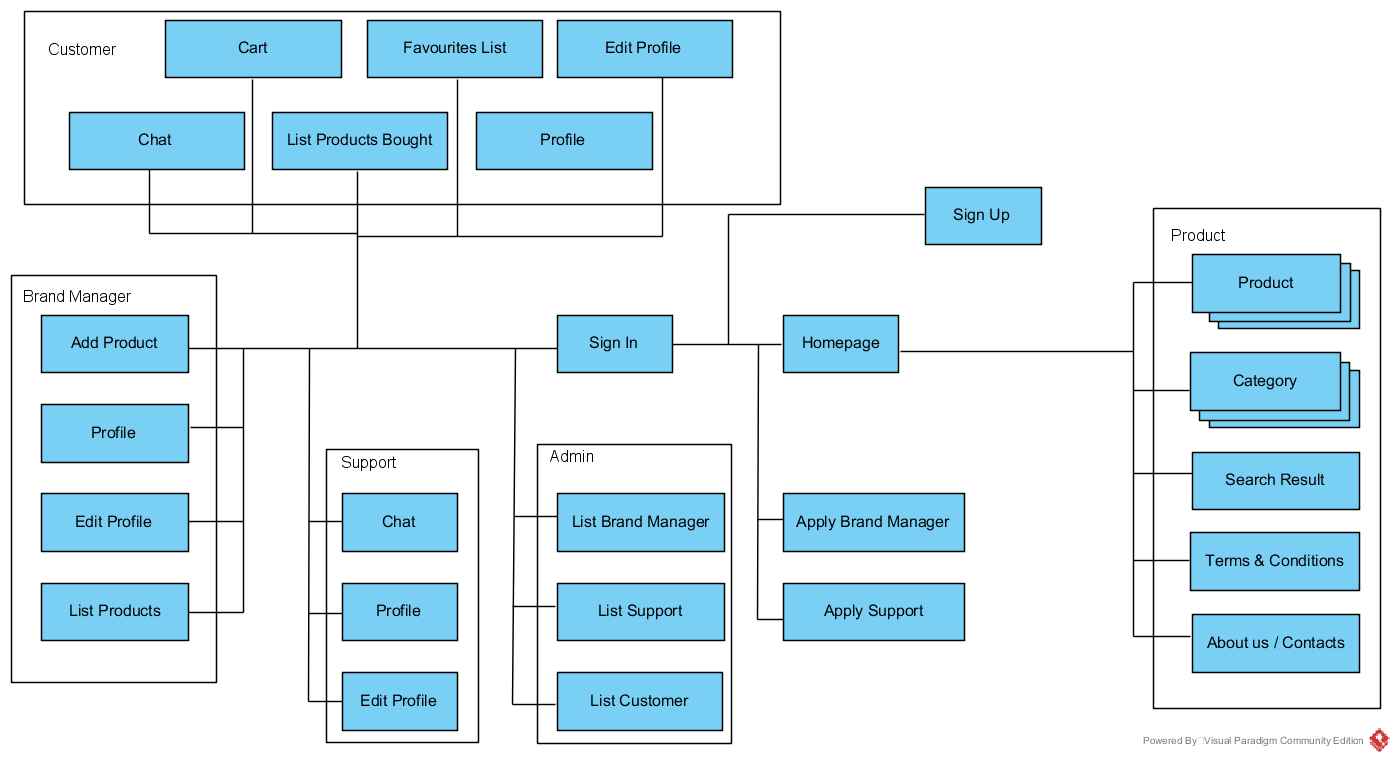 Customer
Cart
Favourites List
Edit Profile
Chat
List Products Bought
Profile
Sign Up
Product
Product
Category
Search Result
Terms & Conditions
About us / Contacts
Brand Manager
Add Product
Profile
Edit Profile
List Products
Sign In
Homepage
Support
Chat
Profile
Edit Profile
Admin
List Brand Manager
List Support
List Customer
Apply Brand Manager
Apply Support
Powered By Visual Paradigm Community Edition